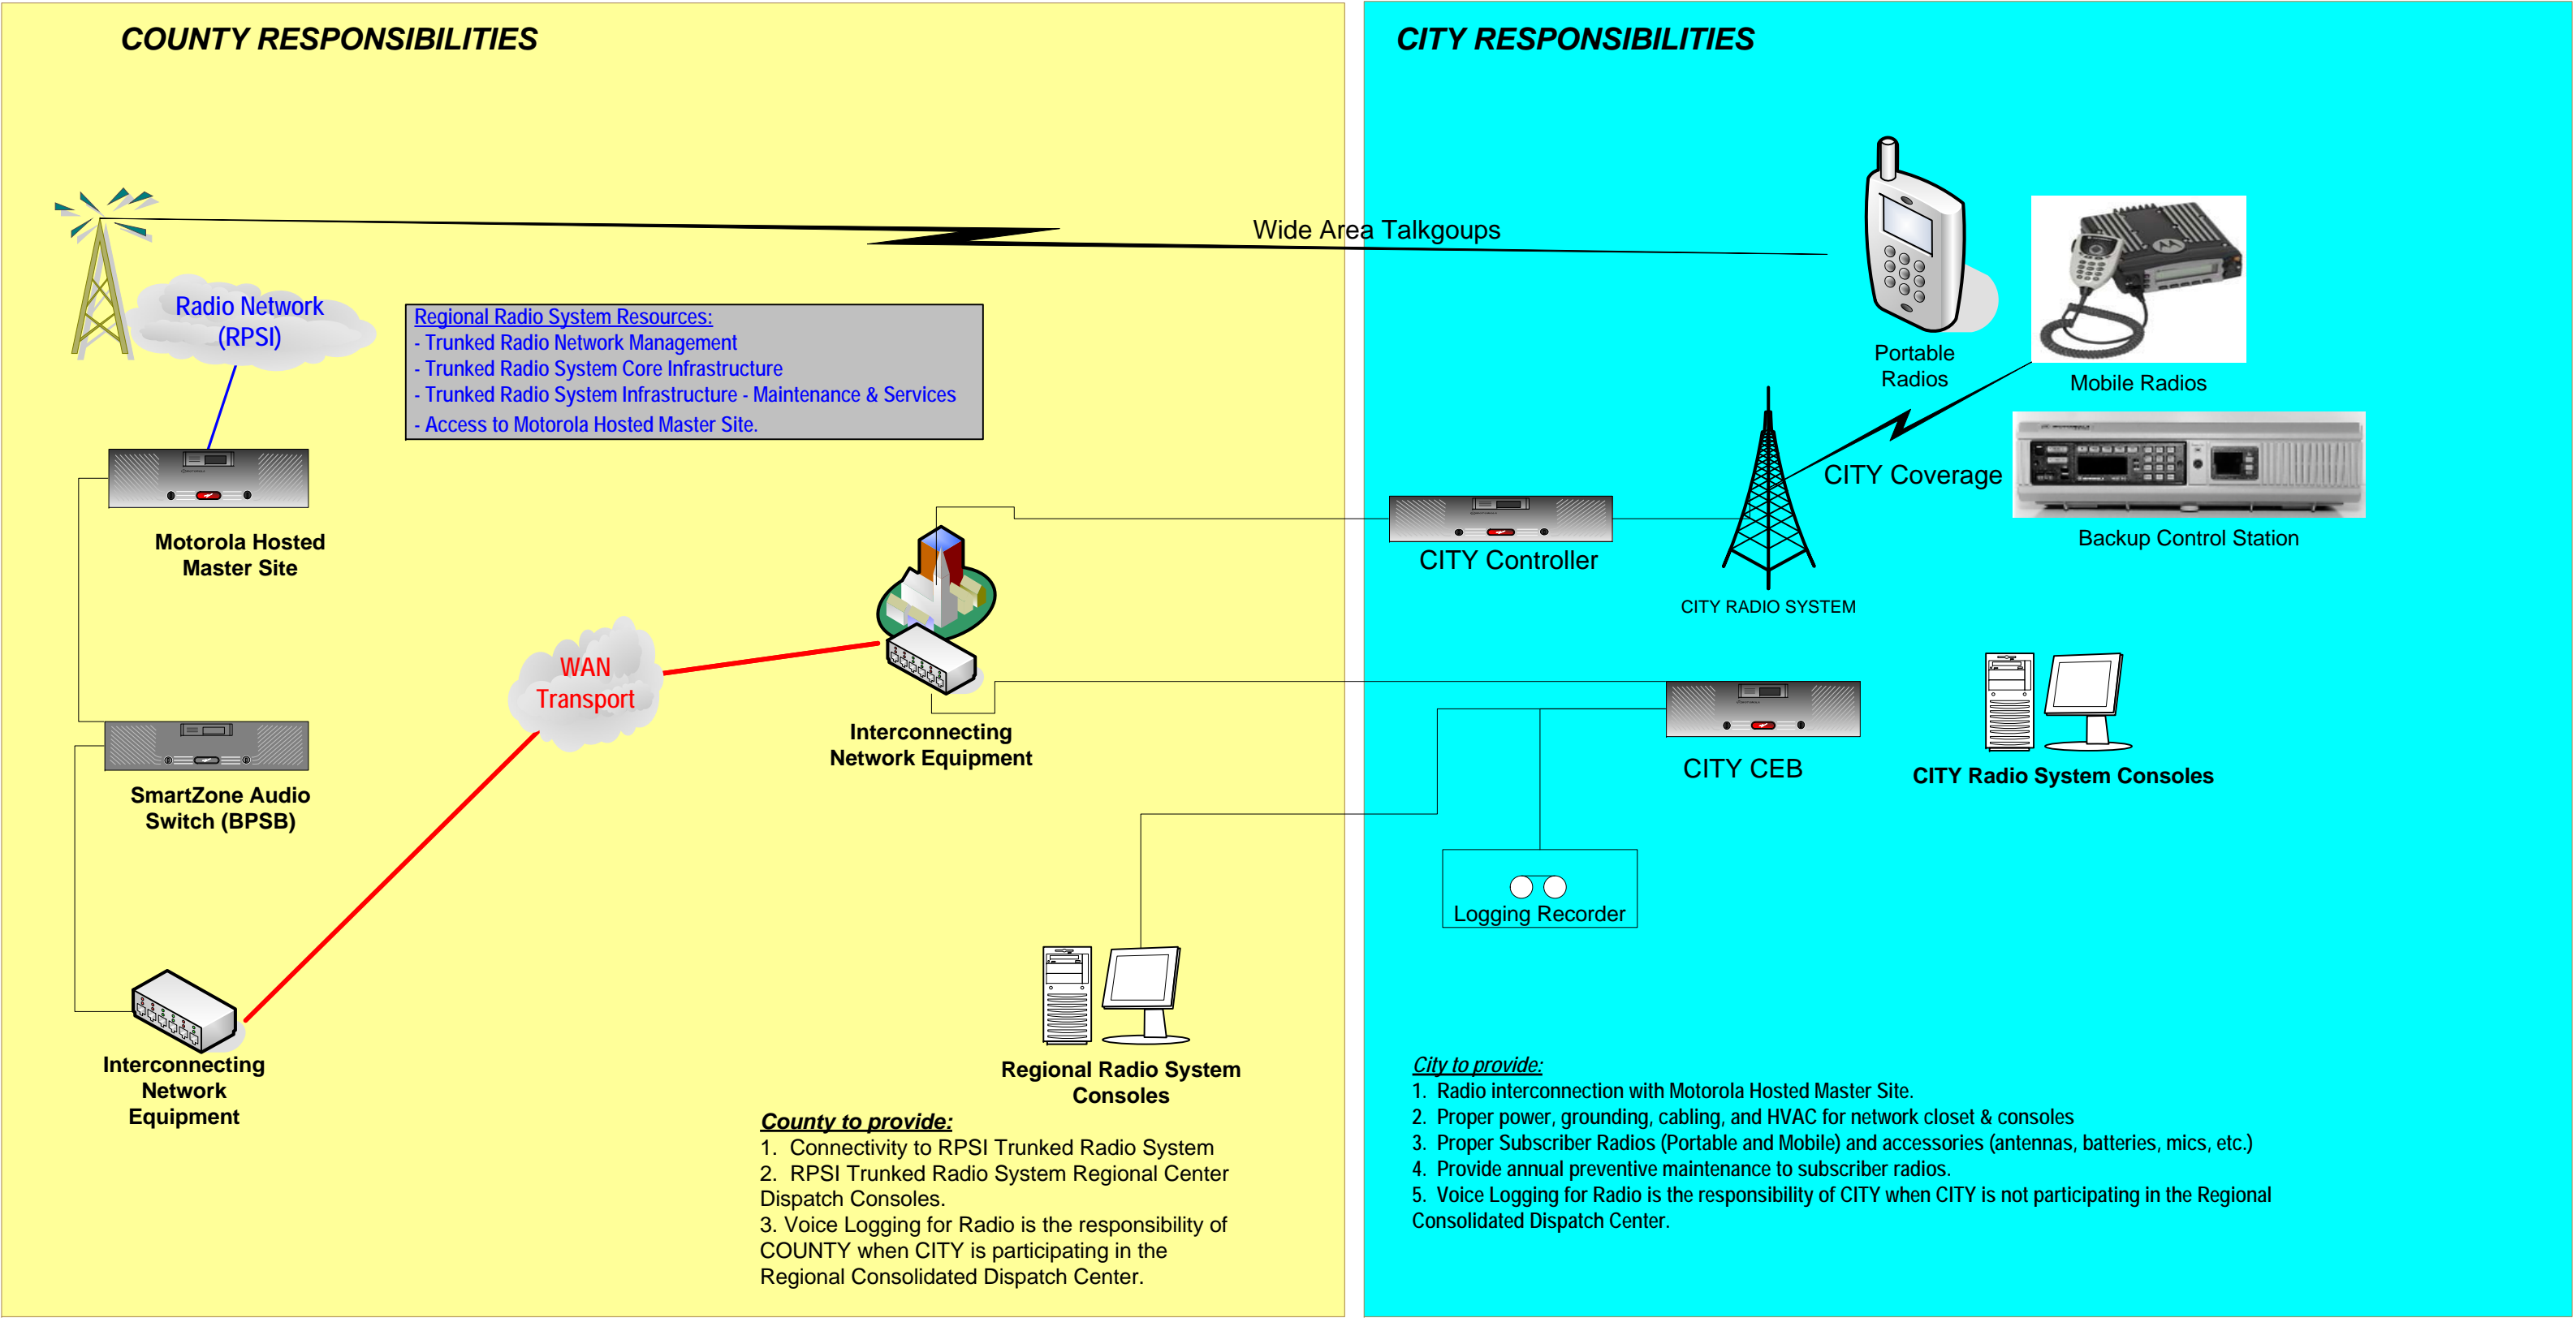 COUNTY RESPONSIBILITIES
Radio Network
(RPSI)
Regional Radio System Resources:
- Trunked Radio Network Management
- Trunked Radio System Core Infrastructure
- Trunked Radio System Infrastructure - Maintenance & Services
- Access to Motorola Hosted Master Site.
Motorola Hosted
Master Site
SmartZone Audio
Switch (BPSB)
Interconnecting
Network
Equipment
WAN
Transport
Interconnecting
Network Equipment
Regional Radio System
Consoles
County to provide:
1. Connectivity to RPSI Trunked Radio System
2. RPSI Trunked Radio System Regional Center
Dispatch Consoles.
3. Voice Logging for Radio is the responsibility of
COUNTY when CITY is participating in the
Regional Consolidated Dispatch Center.
Wide Area Talkgoups
CITY RESPONSIBILITIES
Portable
Radios
Mobile Radios
CITY Coverage
Backup Control Station
CITY Controller
CITY RADIO SYSTEM
CITY CEB
CITY Radio System Consoles
Logging Recorder
City to provide:
1. Radio interconnection with Motorola Hosted Master Site.
2. Proper power, grounding, cabling, and HVAC for network closet & consoles
3. Proper Subscriber Radios (Portable and Mobile) and accessories (antennas, batteries, mics, etc.)
4. Provide annual preventive maintenance to subscriber radios.
5. Voice Logging for Radio is the responsibility of CITY when CITY is not participating in the Regional
Consolidated Dispatch Center.